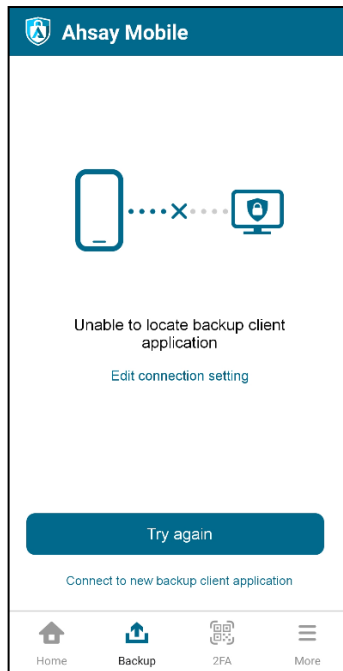 Ahsay Mobile
Unable to locate backup client
application
Edit connection setting
Try again
Connect to new backup client application
Home Backup 2FA More